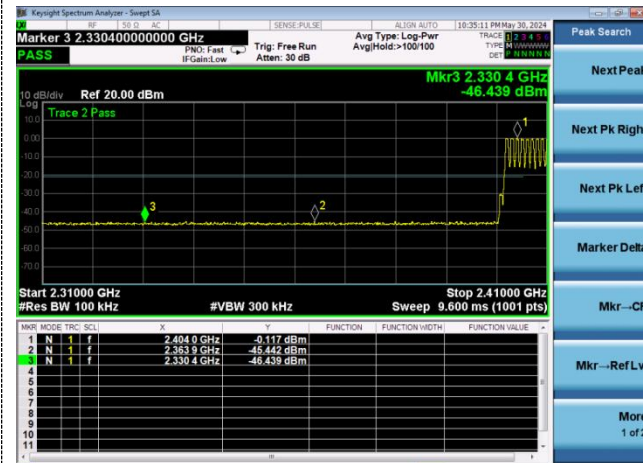 Keysight Spectrum Analyzer - Swept SA
RF 50 Ω AC SENSE:PULSE ALIGN AUTO 10:35:11 PM May 30, 2024
Marker 3 2.330400000000 GHz
PASS
PNO: Fast
IFGain:Low
Trig: Free Run
Atten: 30 dB
Avg Type: Log-Pwr
Avg|Hold:>100/100
TRACE 1 2 3 4 5 6
TYPE M WWWWW
DET P N N N N N
Peak Search
Mkr3 2.330 4 GHz
-46.439 dBm
10 dB/div Ref 20.00 dBm
Log
Trace 2 Pass
10.0
0.00
-10.0
-20.0
-30.0
-40.0
-50.0
-60.0
-70.0
1
2
3
Start 2.31000 GHz
#Res BW 100 kHz
#VBW 300 kHz
Stop 2.41000 GHz
Sweep 9.600 ms (1001 pts)
MKR MODE TRC SCL X Y FUNCTION FUNCTION WIDTH FUNCTION VALUE
1 N 1 f 2.404 0 GHz -0.117 dBm
2 N 1 f 2.363 9 GHz -45.442 dBm
3 N 1 f 2.330 4 GHz -46.439 dBm
4
5
6
7
8
9
10
11
Next Peak
Next Pk Righ
Next Pk Lef
Marker Delta
Mkr→CF
Mkr→Ref Lv
More
1 of 2